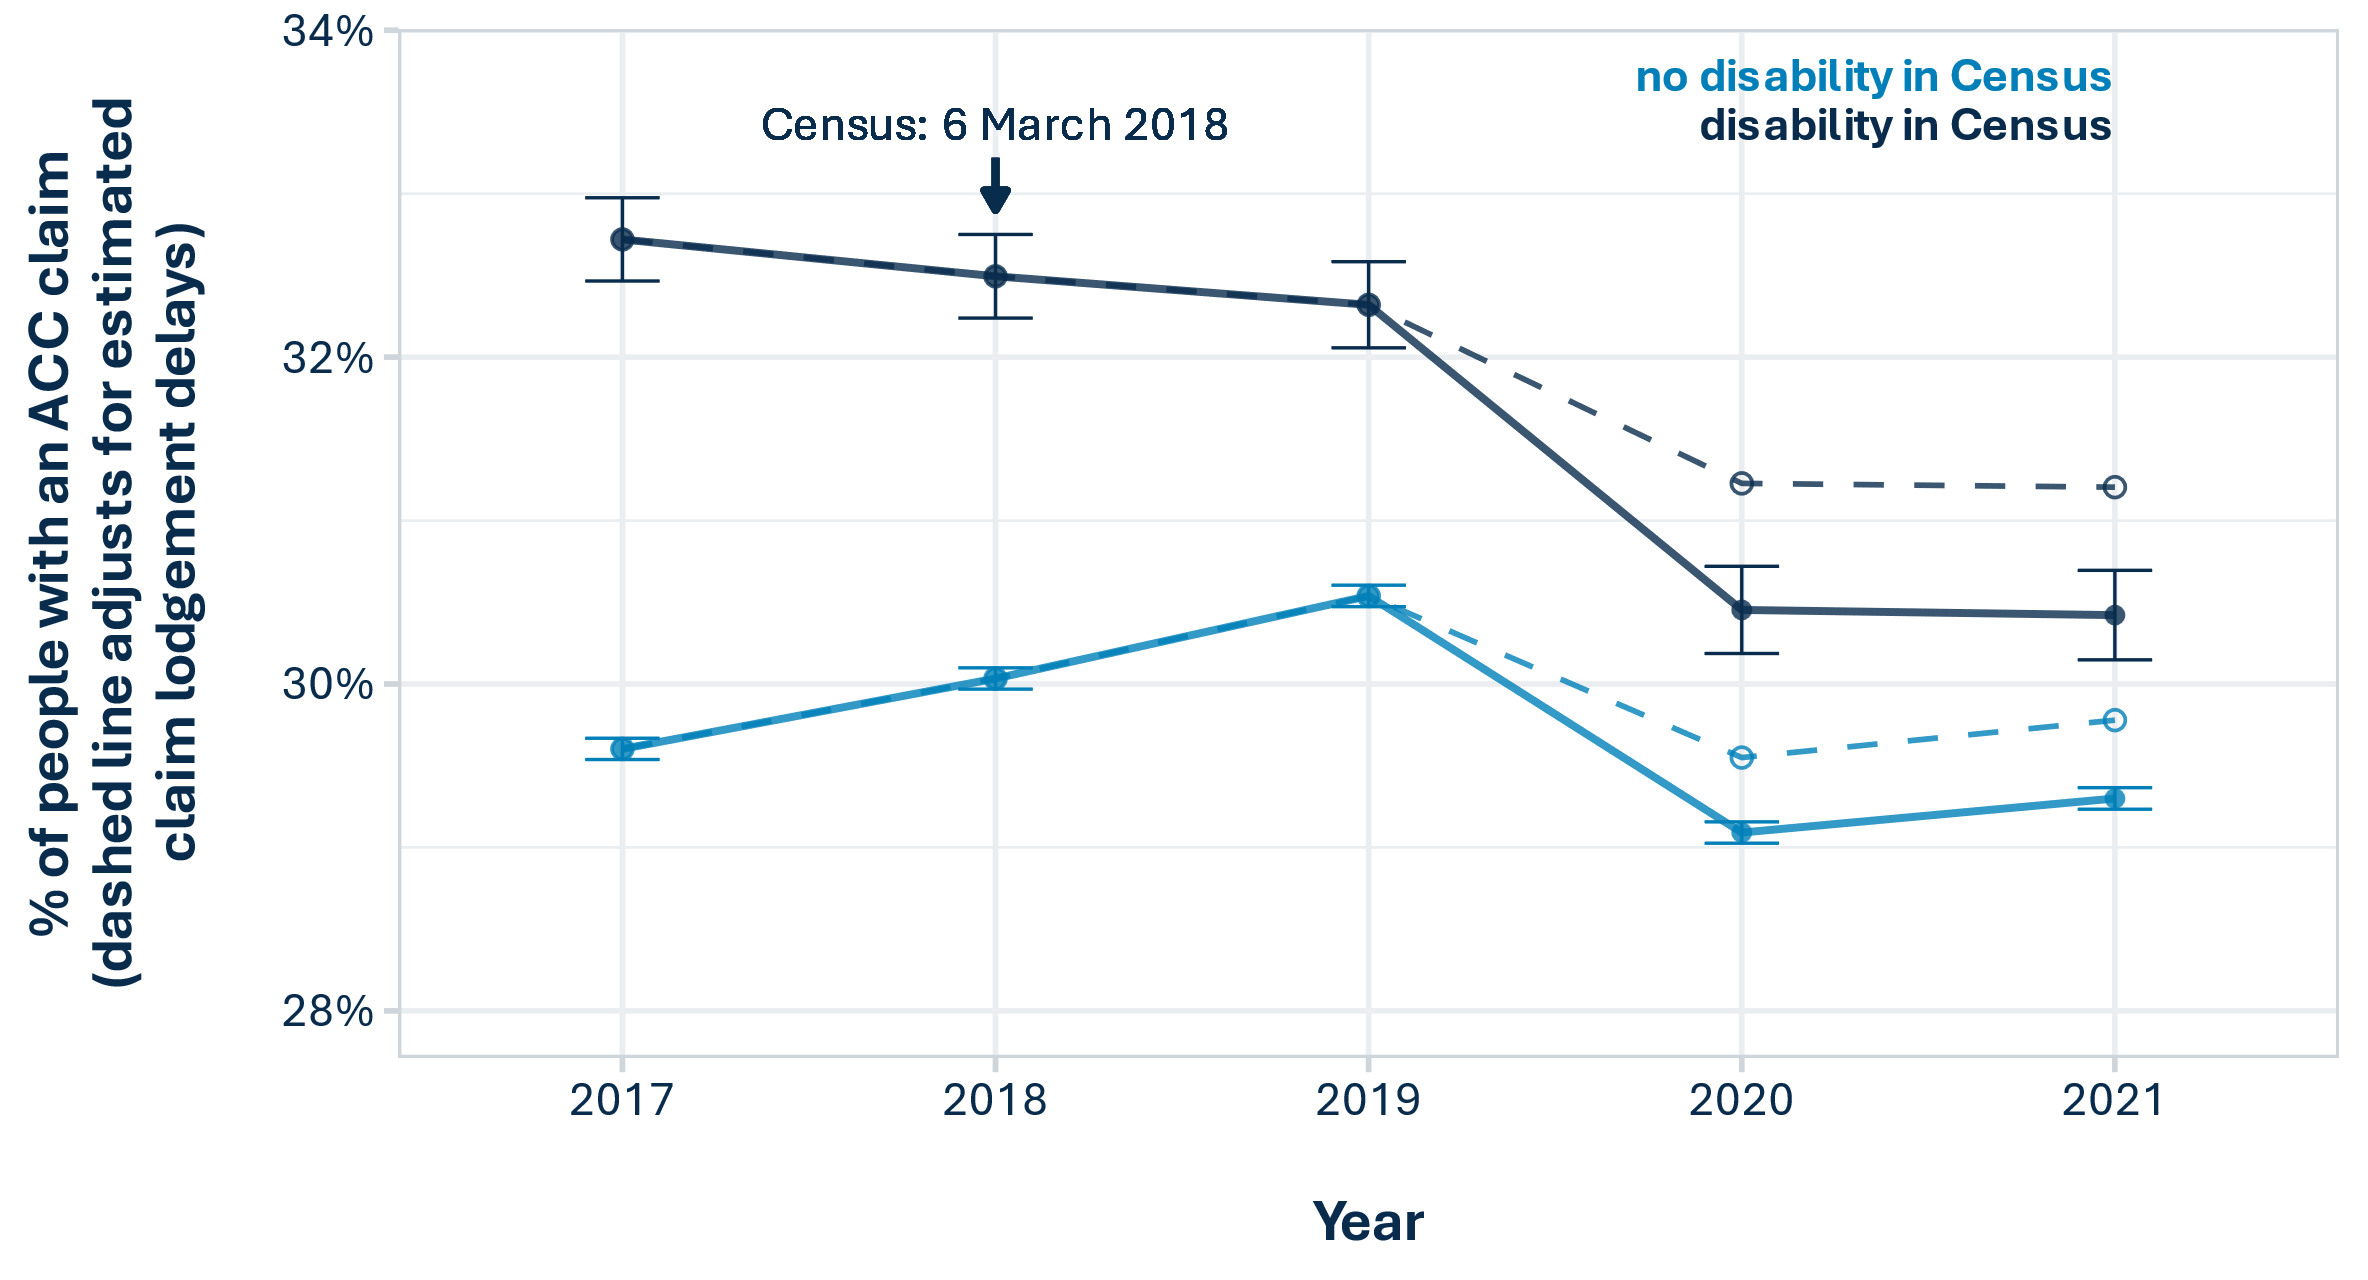 % of people with an ACC claim
(dashed line adjusts for estimated
claim lodgement delays)
34%
32%
30%
28%
Census: 6 March 2018
no disability in Census
disability in Census
2017
2018
2019
2020
2021
Year